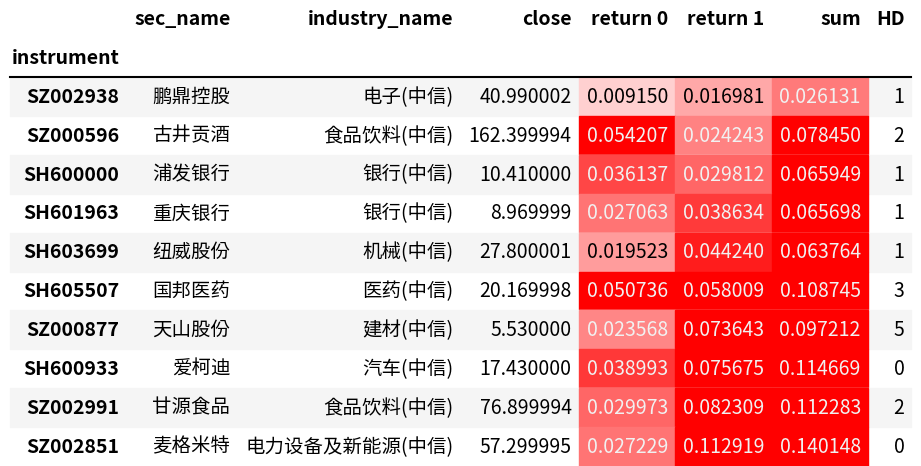 sec_name industry_name close return 0 return 1 sum HD
instrument
SZ002938 鹏鼎控股 电子(中信) 40.990002 0.009150 0.016981 0.026131 1
SZ000596 古井贡酒 食品饮料(中信) 162.399994 0.054207 0.024243 0.078450 2
SH600000 浦发银行 银行(中信) 10.410000 0.036137 0.029812 0.065949 1
SH601963 重庆银行 银行(中信) 8.969999 0.027063 0.038634 0.065698 1
SH603699 纽威股份 机械(中信) 27.800001 0.019523 0.044240 0.063764 1
SH605507 国邦医药 医药(中信) 20.169998 0.050736 0.058009 0.108745 3
SZ000877 天山股份 建材(中信) 5.530000 0.023568 0.073643 0.097212 5
SH600933 爱柯迪 汽车(中信) 17.430000 0.038993 0.075675 0.114669 0
SZ002991 甘源食品 食品饮料(中信) 76.899994 0.029973 0.082309 0.112283 2
SZ002851 麦格米特 电力设备及新能源(中信) 57.299995 0.027229 0.112919 0.140148 0